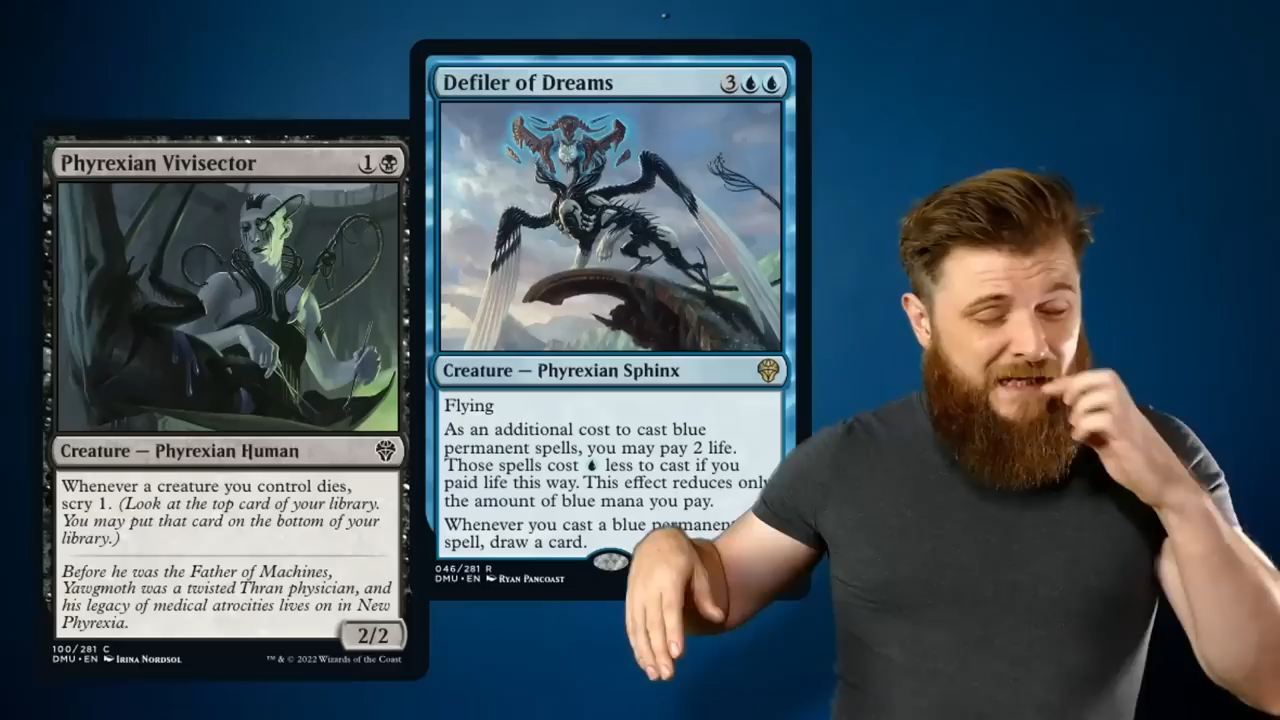 Phyrexian Vivisector 1
Creature — Phyrexian Human
Whenever a creature you control dies,
scry 1. (Look at the top card of your library.
You may put that card on the bottom of your
library.)
Before he was the Father of Machines,
Yawgmoth was a twisted Thran physician, and
his legacy of medical atrocities lives on in New
Phyrexia.
2/2
100/281 C
DMU • EN IRINA NORDSOL
™ & © 2022 Wizards of the Coast
Defiler of Dreams 3
Creature — Phyrexian Sphinx
Flying
As an additional cost to cast blue
permanent spells, you may pay 2 life.
Those spells cost less to cast if you
paid life this way. This effect reduces only
the amount of blue mana you pay.
Whenever you cast a blue permanent
spell, draw a card.
046/281 R
DMU • EN RYAN PANCOAST